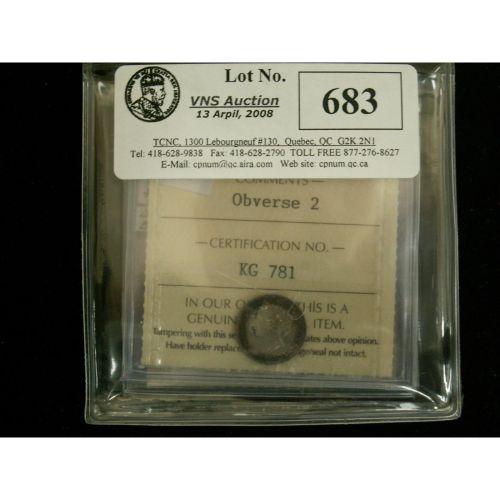 Lot No.
VNS Auction
13 Arpil, 2008
683
TCNC, 1300 Lebourgneuf #130, Quebec, QC G2K 2N1
Tel: 418-628-9838 Fax: 418-628-2790 TOLL FREE 877-276-8627
E-Mail: cpnum@qc.aira.com Web site: cpnum.qc.ca
COMMENTS
Obverse 2
— CERTIFICATION NO. —
KG 781
IN OUR THIS IS A
GENUIN ITEM.
Tampering with this se ates above opinion.
Have holder replac seal not intact.